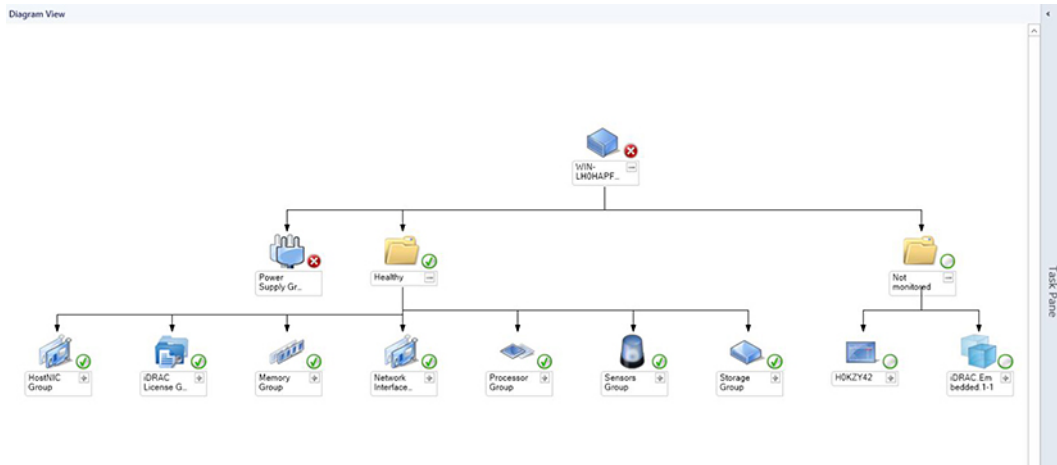 Diagram View
WIN-
LH0HAPF...
Power
Supply Gr...
Healthy
Not
monitored
HostNIC
Group
iDRAC
License G...
Memory
Group
Network
Interface...
Processor
Group
Sensors
Group
Storage
Group
H0KZY42
iDRAC.Em
bedded.1-1
Task Pane